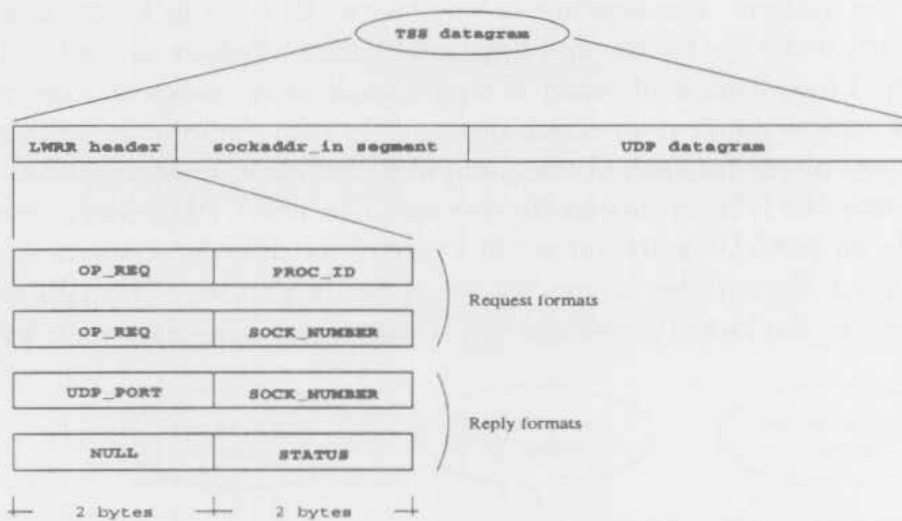 TSS datagram
LWRR header sockaddr_in segment UDP datagram
OP_REQ PROC_ID
Request formats
OP_REQ SOCK_NUMBER
UDP_PORT SOCK_NUMBER
Reply formats
NULL STATUS
2 bytes 2 bytes